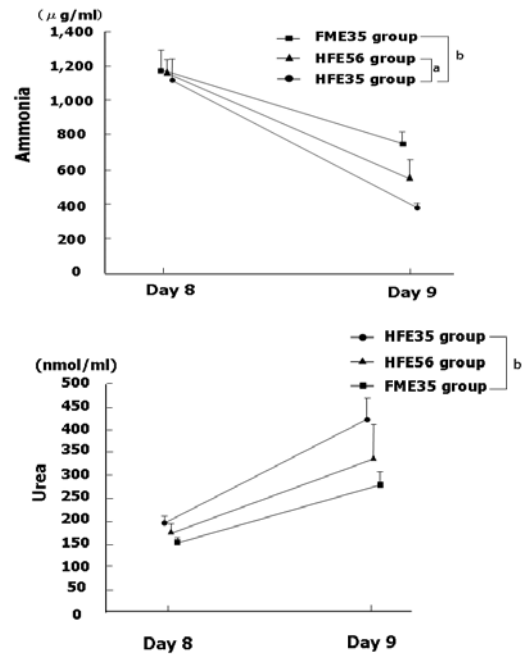 (μg/ml)
1,400
1,200
1,000
800
600
400
200
0
Ammonia
FME35 group
HFE56 group
HFE35 group
a
b
Day 8
Day 9
(nmol/ml)
500
450
400
350
300
250
200
150
100
50
0
Urea
HFE35 group
HFE56 group
FME35 group
b
Day 8
Day 9